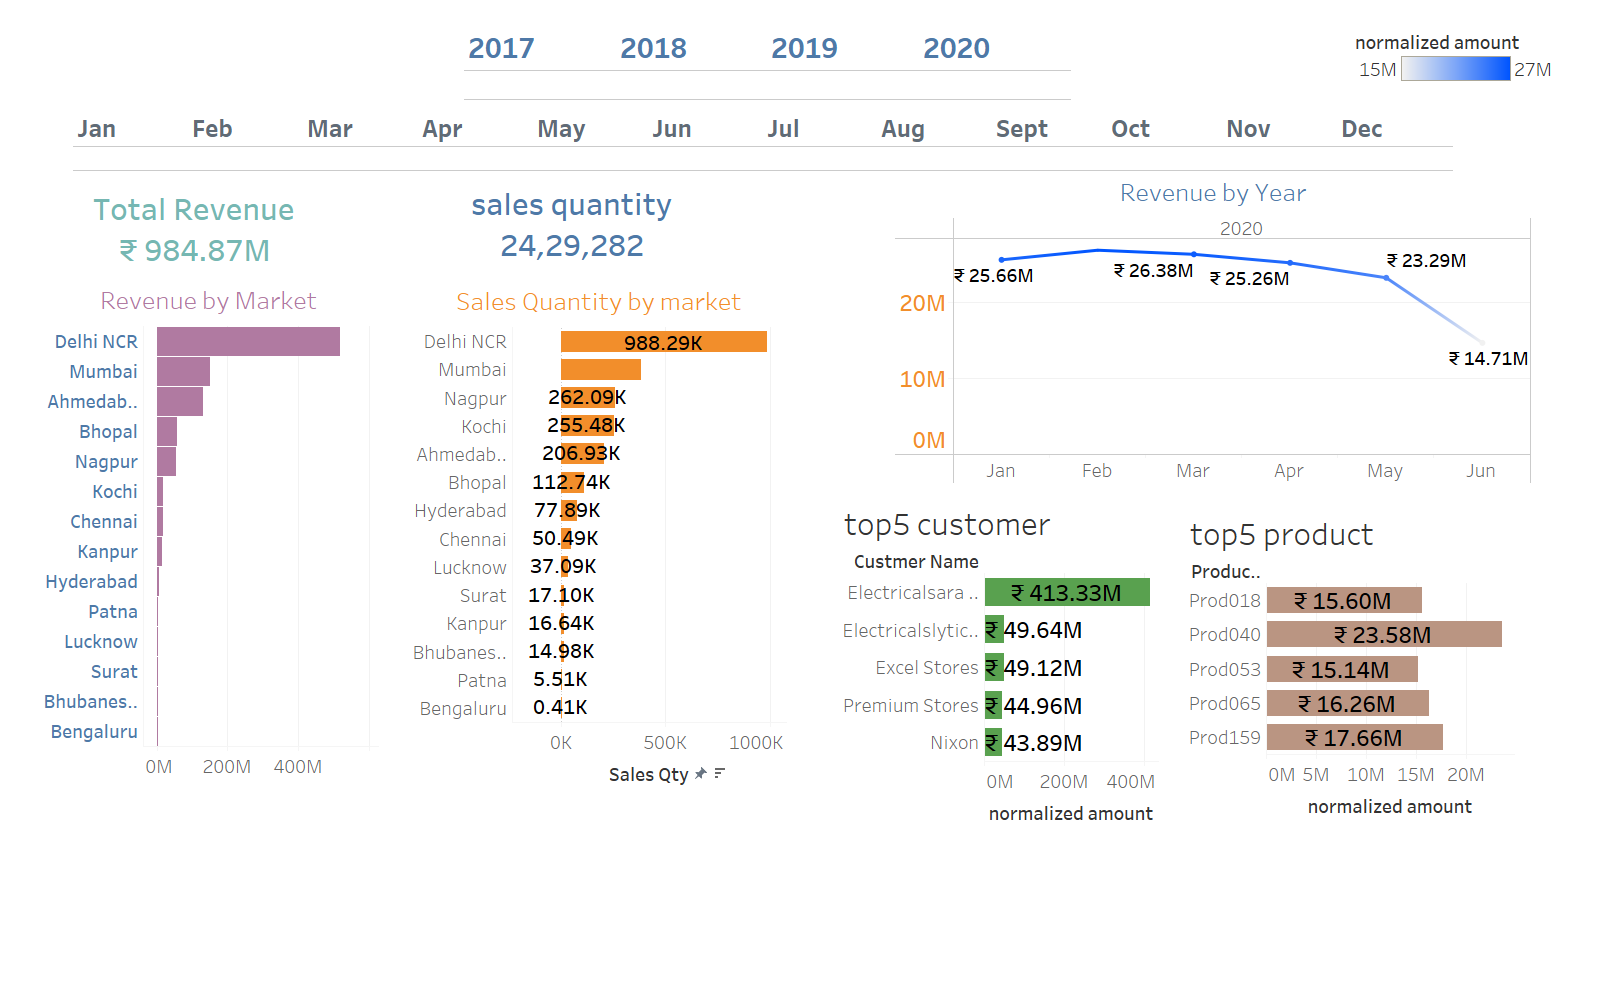 2017 2018 2019 2020
normalized amount
15M 27M
Jan Feb Mar Apr May Jun Jul Aug Sept Oct Nov Dec
Total Revenue
₹ 984.87M
sales quantity
24,29,282
Revenue by Market
Delhi NCR
Mumbai
Ahmedab..
Bhopal
Nagpur
Kochi
Chennai
Kanpur
Hyderabad
Patna
Lucknow
Surat
Bhubanes..
Bengaluru
0M 200M 400M
Sales Quantity by market
Delhi NCR 988.29K
Mumbai
Nagpur 262.09K
Kochi 255.48K
Ahmedab.. 206.93K
Bhopal 112.74K
Hyderabad 77.89K
Chennai 50.49K
Lucknow 37.09K
Surat 17.10K
Kanpur 16.64K
Bhubanes.. 14.98K
Patna 5.51K
Bengaluru 0.41K
0K 500K 1000K
Sales Qty
Revenue by Year
2020
₹ 25.66M ₹ 26.38M ₹ 25.26M ₹ 23.29M ₹ 14.71M
20M
10M
0M
Jan Feb Mar Apr May Jun
top5 customer
Custmer Name
Electricalsara .. ₹ 413.33M
Electricalslytic.. ₹ 49.64M
Excel Stores ₹ 49.12M
Premium Stores ₹ 44.96M
Nixon ₹ 43.89M
0M 200M 400M
normalized amount
top5 product
Produc..
Prod018 ₹ 15.60M
Prod040 ₹ 23.58M
Prod053 ₹ 15.14M
Prod065 ₹ 16.26M
Prod159 ₹ 17.66M
0M 5M 10M 15M 20M
normalized amount